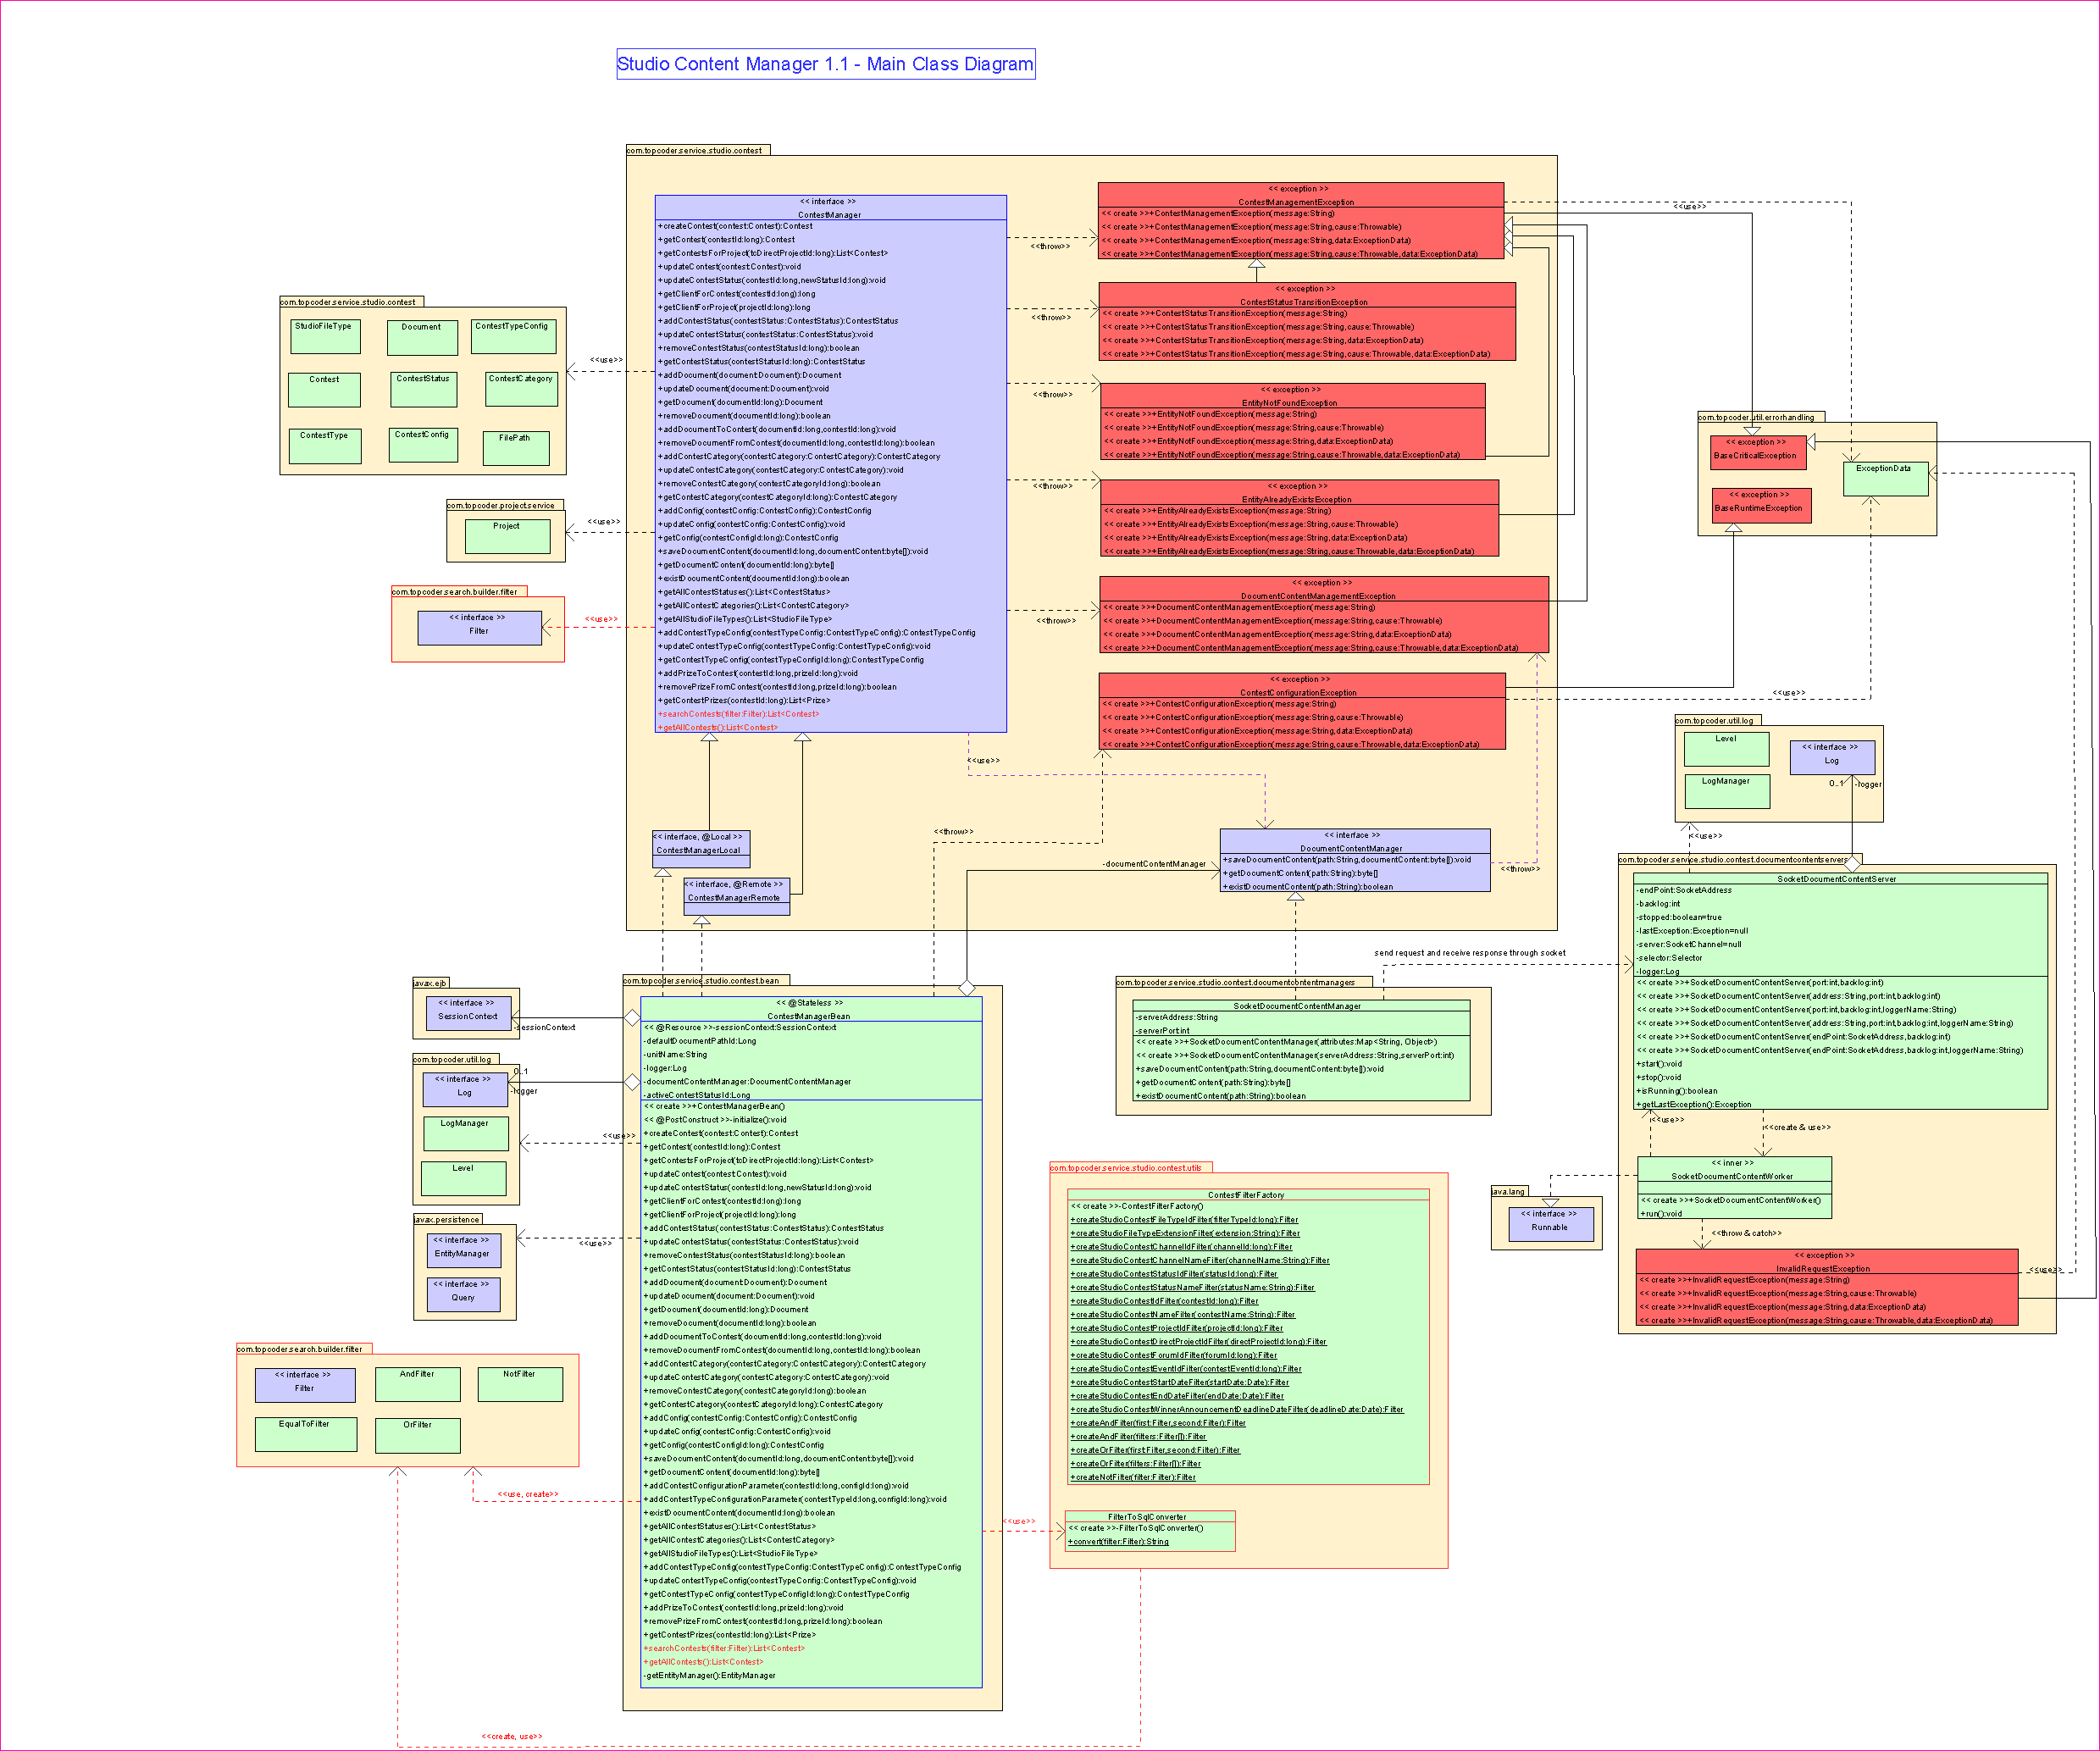 Studio Content Manager 1.1 - Main Class Diagram
com.topcoder.service.studio.contest
<< interface >>
ContestManager
+createContest(contest:Contest):Contest
+getContest(contestId:long):Contest
+getContestsForProject(tcDirectProjectId:long):List<Contest>
+updateContest(contest:Contest):void
+updateContestStatus(contestId:long,newStatusId:long):void
+getClientForContest(contestId:long):long
+getClientForProject(projectId:long):long
+addContestStatus(contestStatus:ContestStatus):ContestStatus
+updateContestStatus(contestStatus:ContestStatus):void
+removeContestStatus(contestStatusId:long):boolean
+getContestStatus(contestStatusId:long):ContestStatus
+addDocument(document:Document):Document
+updateDocument(document:Document):void
+getDocument(documentId:long):Document
+removeDocument(documentId:long):boolean
+addDocumentToContest(documentId:long,contestId:long):void
+removeDocumentFromContest(documentId:long,contestId:long):boolean
+addContestCategory(contestCategory:ContestCategory):ContestCategory
+updateContestCategory(contestCategory:ContestCategory):void
+removeContestCategory(contestCategoryId:long):boolean
+getContestCategory(contestCategoryId:long):ContestCategory
+addConfig(contestConfig:ContestConfig):ContestConfig
+updateConfig(contestConfig:ContestConfig):void
+getConfig(contestConfigId:long):ContestConfig
+saveDocumentContent(documentId:long,documentContent:byte[]):void
+getDocumentContent(documentId:long):byte[]
+existDocumentContent(documentId:long):boolean
+getAllContestStatuses():List<ContestStatus>
+getAllContestCategories():List<ContestCategory>
+getAllStudioFileTypes():List<StudioFileType>
+addContestTypeConfig(contestTypeConfig:ContestTypeConfig):ContestTypeConfig
+updateContestTypeConfig(contestTypeConfig:ContestTypeConfig):void
+getContestTypeConfig(contestTypeConfigId:long):ContestTypeConfig
+addPrizeToContest(contestId:long,prizeId:long):void
+removePrizeFromContest(contestId:long,prizeId:long):boolean
+getContestPrizes(contestId:long):List<Prize>
+searchContests(filter:Filter):List<Contest>
+getAllContests():List<Contest>
<< exception >>
ContestManagementException
<< create >>+ContestManagementException(message:String)
<< create >>+ContestManagementException(message:String,cause:Throwable)
<< create >>+ContestManagementException(message:String,data:ExceptionData)
<< create >>+ContestManagementException(message:String,cause:Throwable,data:ExceptionData)
<<throw>>
<<use>>
<< exception >>
ContestStatusTransitionException
<< create >>+ContestStatusTransitionException(message:String)
<< create >>+ContestStatusTransitionException(message:String,cause:Throwable)
<< create >>+ContestStatusTransitionException(message:String,data:ExceptionData)
<< create >>+ContestStatusTransitionException(message:String,cause:Throwable,data:ExceptionData)
<<throw>>
<< exception >>
EntityNotFoundException
<< create >>+EntityNotFoundException(message:String)
<< create >>+EntityNotFoundException(message:String,cause:Throwable)
<< create >>+EntityNotFoundException(message:String,data:ExceptionData)
<< create >>+EntityNotFoundException(message:String,cause:Throwable,data:ExceptionData)
<<throw>>
<< exception >>
EntityAlreadyExistsException
<< create >>+EntityAlreadyExistsException(message:String)
<< create >>+EntityAlreadyExistsException(message:String,cause:Throwable)
<< create >>+EntityAlreadyExistsException(message:String,data:ExceptionData)
<< create >>+EntityAlreadyExistsException(message:String,cause:Throwable,data:ExceptionData)
<<throw>>
<< exception >>
DocumentContentManagementException
<< create >>+DocumentContentManagementException(message:String)
<< create >>+DocumentContentManagementException(message:String,cause:Throwable)
<< create >>+DocumentContentManagementException(message:String,data:ExceptionData)
<< create >>+DocumentContentManagementException(message:String,cause:Throwable,data:ExceptionData)
<<throw>>
<< exception >>
ContestConfigurationException
<< create >>+ContestConfigurationException(message:String)
<< create >>+ContestConfigurationException(message:String,cause:Throwable)
<< create >>+ContestConfigurationException(message:String,data:ExceptionData)
<< create >>+ContestConfigurationException(message:String,cause:Throwable,data:ExceptionData)
<<use>>
<<use>>
<<throw>>
<< interface, @Local >>
ContestManagerLocal
<< interface, @Remote >>
ContestManagerRemote
-documentContentManager
<< interface >>
DocumentContentManager
+saveDocumentContent(path:String,documentContent:byte[]):void
+getDocumentContent(path:String):byte[]
+existDocumentContent(path:String):boolean
<<throw>>
com.topcoder.service.studio.contest
StudioFileType
Document
ContestTypeConfig
Contest
ContestStatus
ContestCategory
ContestType
ContestConfig
FilePath
<<use>>
com.topcoder.project.service
Project
<<use>>
com.topcoder.search.builder.filter
<< interface >>
Filter
<<use>>
com.topcoder.util.errorhandling
<< exception >>
BaseCriticalException
ExceptionData
<< exception >>
BaseRuntimeException
com.topcoder.util.log
Level
<< interface >>
Log
LogManager
0..1
-logger
<<use>>
com.topcoder.service.studio.contest.documentcontentservers
SocketDocumentContentServer
-endPoint:SocketAddress
-backlog:int
-stopped:boolean=true
-lastException:Exception=null
-server:SocketChannel=null
-selector:Selector
-logger:Log
<< create >>+SocketDocumentContentServer(port:int,backlog:int)
<< create >>+SocketDocumentContentServer(address:String,port:int,backlog:int)
<< create >>+SocketDocumentContentServer(port:int,backlog:int,loggerName:String)
<< create >>+SocketDocumentContentServer(address:String,port:int,backlog:int,loggerName:String)
<< create >>+SocketDocumentContentServer(endPoint:SocketAddress,backlog:int)
<< create >>+SocketDocumentContentServer(endPoint:SocketAddress,backlog:int,loggerName:String)
+start():void
+stop():void
+isRunning():boolean
+getLastException():Exception
<<use>>
<<create & use>>
<< inner >>
SocketDocumentContentWorker
<< create >>+SocketDocumentContentWorker()
+run():void
<<throw & catch>>
<< exception >>
InvalidRequestException
<< create >>+InvalidRequestException(message:String)
<< create >>+InvalidRequestException(message:String,cause:Throwable)
<< create >>+InvalidRequestException(message:String,data:ExceptionData)
<< create >>+InvalidRequestException(message:String,cause:Throwable,data:ExceptionData)
<<use>>
java.lang
<< interface >>
Runnable
send request and receive response through socket
com.topcoder.service.studio.contest.documentcontentmanagers
SocketDocumentContentManager
-serverAddress:String
-serverPort:int
<< create >>+SocketDocumentContentManager(attributes:Map<String, Object>)
<< create >>+SocketDocumentContentManager(serverAddress:String,serverPort:int)
+saveDocumentContent(path:String,documentContent:byte[]):void
+getDocumentContent(path:String):byte[]
+existDocumentContent(path:String):boolean
javax.ejb
<< interface >>
SessionContext
-sessionContext
com.topcoder.util.log
<< interface >>
Log
0..1
-logger
LogManager
Level
<<use>>
javax.persistence
<< interface >>
EntityManager
<< interface >>
Query
<<use>>
com.topcoder.service.studio.contest.bean
<< @Stateless >>
ContestManagerBean
<< @Resource >>-sessionContext:SessionContext
-defaultDocumentPathId:Long
-unitName:String
-logger:Log
-documentContentManager:DocumentContentManager
-activeContestStatusId:Long
<< create >>+ContestManagerBean()
<< @PostConstruct >>-initialize():void
+createContest(contest:Contest):Contest
+getContest(contestId:long):Contest
+getContestsForProject(tcDirectProjectId:long):List<Contest>
+updateContest(contest:Contest):void
+updateContestStatus(contestId:long,newStatusId:long):void
+getClientForContest(contestId:long):long
+getClientForProject(projectId:long):long
+addContestStatus(contestStatus:ContestStatus):ContestStatus
+updateContestStatus(contestStatus:ContestStatus):void
+removeContestStatus(contestStatusId:long):boolean
+getContestStatus(contestStatusId:long):ContestStatus
+addDocument(document:Document):Document
+updateDocument(document:Document):void
+getDocument(documentId:long):Document
+removeDocument(documentId:long):boolean
+addDocumentToContest(documentId:long,contestId:long):void
+removeDocumentFromContest(documentId:long,contestId:long):boolean
+addContestCategory(contestCategory:ContestCategory):ContestCategory
+updateContestCategory(contestCategory:ContestCategory):void
+removeContestCategory(contestCategoryId:long):boolean
+getContestCategory(contestCategoryId:long):ContestCategory
+addConfig(contestConfig:ContestConfig):ContestConfig
+updateConfig(contestConfig:ContestConfig):void
+getConfig(contestConfigId:long):ContestConfig
+saveDocumentContent(documentId:long,documentContent:byte[]):void
+getDocumentContent(documentId:long):byte[]
+addContestConfigurationParameter(contestId:long,configId:long):void
+addContestTypeConfigurationParameter(contestTypeId:long,configId:long):void
+existDocumentContent(documentId:long):boolean
+getAllContestStatuses():List<ContestStatus>
+getAllContestCategories():List<ContestCategory>
+getAllStudioFileTypes():List<StudioFileType>
+addContestTypeConfig(contestTypeConfig:ContestTypeConfig):ContestTypeConfig
+updateContestTypeConfig(contestTypeConfig:ContestTypeConfig):void
+getContestTypeConfig(contestTypeConfigId:long):ContestTypeConfig
+addPrizeToContest(contestId:long,prizeId:long):void
+removePrizeFromContest(contestId:long,prizeId:long):boolean
+getContestPrizes(contestId:long):List<Prize>
+searchContests(filter:Filter):List<Contest>
+getAllContests():List<Contest>
-getEntityManager():EntityManager
com.topcoder.search.builder.filter
<< interface >>
Filter
AndFilter
NotFilter
EqualToFilter
OrFilter
<<use, create>>
<<use>>
<<create, use>>
com.topcoder.service.studio.contest.utils
ContestFilterFactory
<< create >>-ContestFilterFactory()
+createStudioContestFileTypeIdFilter(filterTypeId:long):Filter
+createStudioFileTypeExtensionFilter(extension:String):Filter
+createStudioContestChannelIdFilter(channelId:long):Filter
+createStudioContestChannelNameFilter(channelName:String):Filter
+createStudioContestStatusIdFilter(statusId:long):Filter
+createStudioContestStatusNameFilter(statusName:String):Filter
+createStudioContestIdFilter(contestId:long):Filter
+createStudioContestNameFilter(contestName:String):Filter
+createStudioContestProjectIdFilter(projectId:long):Filter
+createStudioContestDirectProjectIdFilter(directProjectId:long):Filter
+createStudioContestForumIdFilter(forumId:long):Filter
+createStudioContestEventIdFilter(contestEventId:long):Filter
+createStudioContestStartDateFilter(startDate:Date):Filter
+createStudioContestEndDateFilter(endDate:Date):Filter
+createStudioContestWinnerAnnouncementDeadlineDateFilter(deadlineDate:Date):Filter
+createAndFilter(first:Filter,second:Filter):Filter
+createAndFilter(filters:Filter[]):Filter
+createOrFilter(first:Filter,second:Filter):Filter
+createOrFilter(filters:Filter[]):Filter
+createNotFilter(filter:Filter):Filter
FilterToSqlConverter
<< create >>-FilterToSqlConverter()
+convert(filter:Filter):String